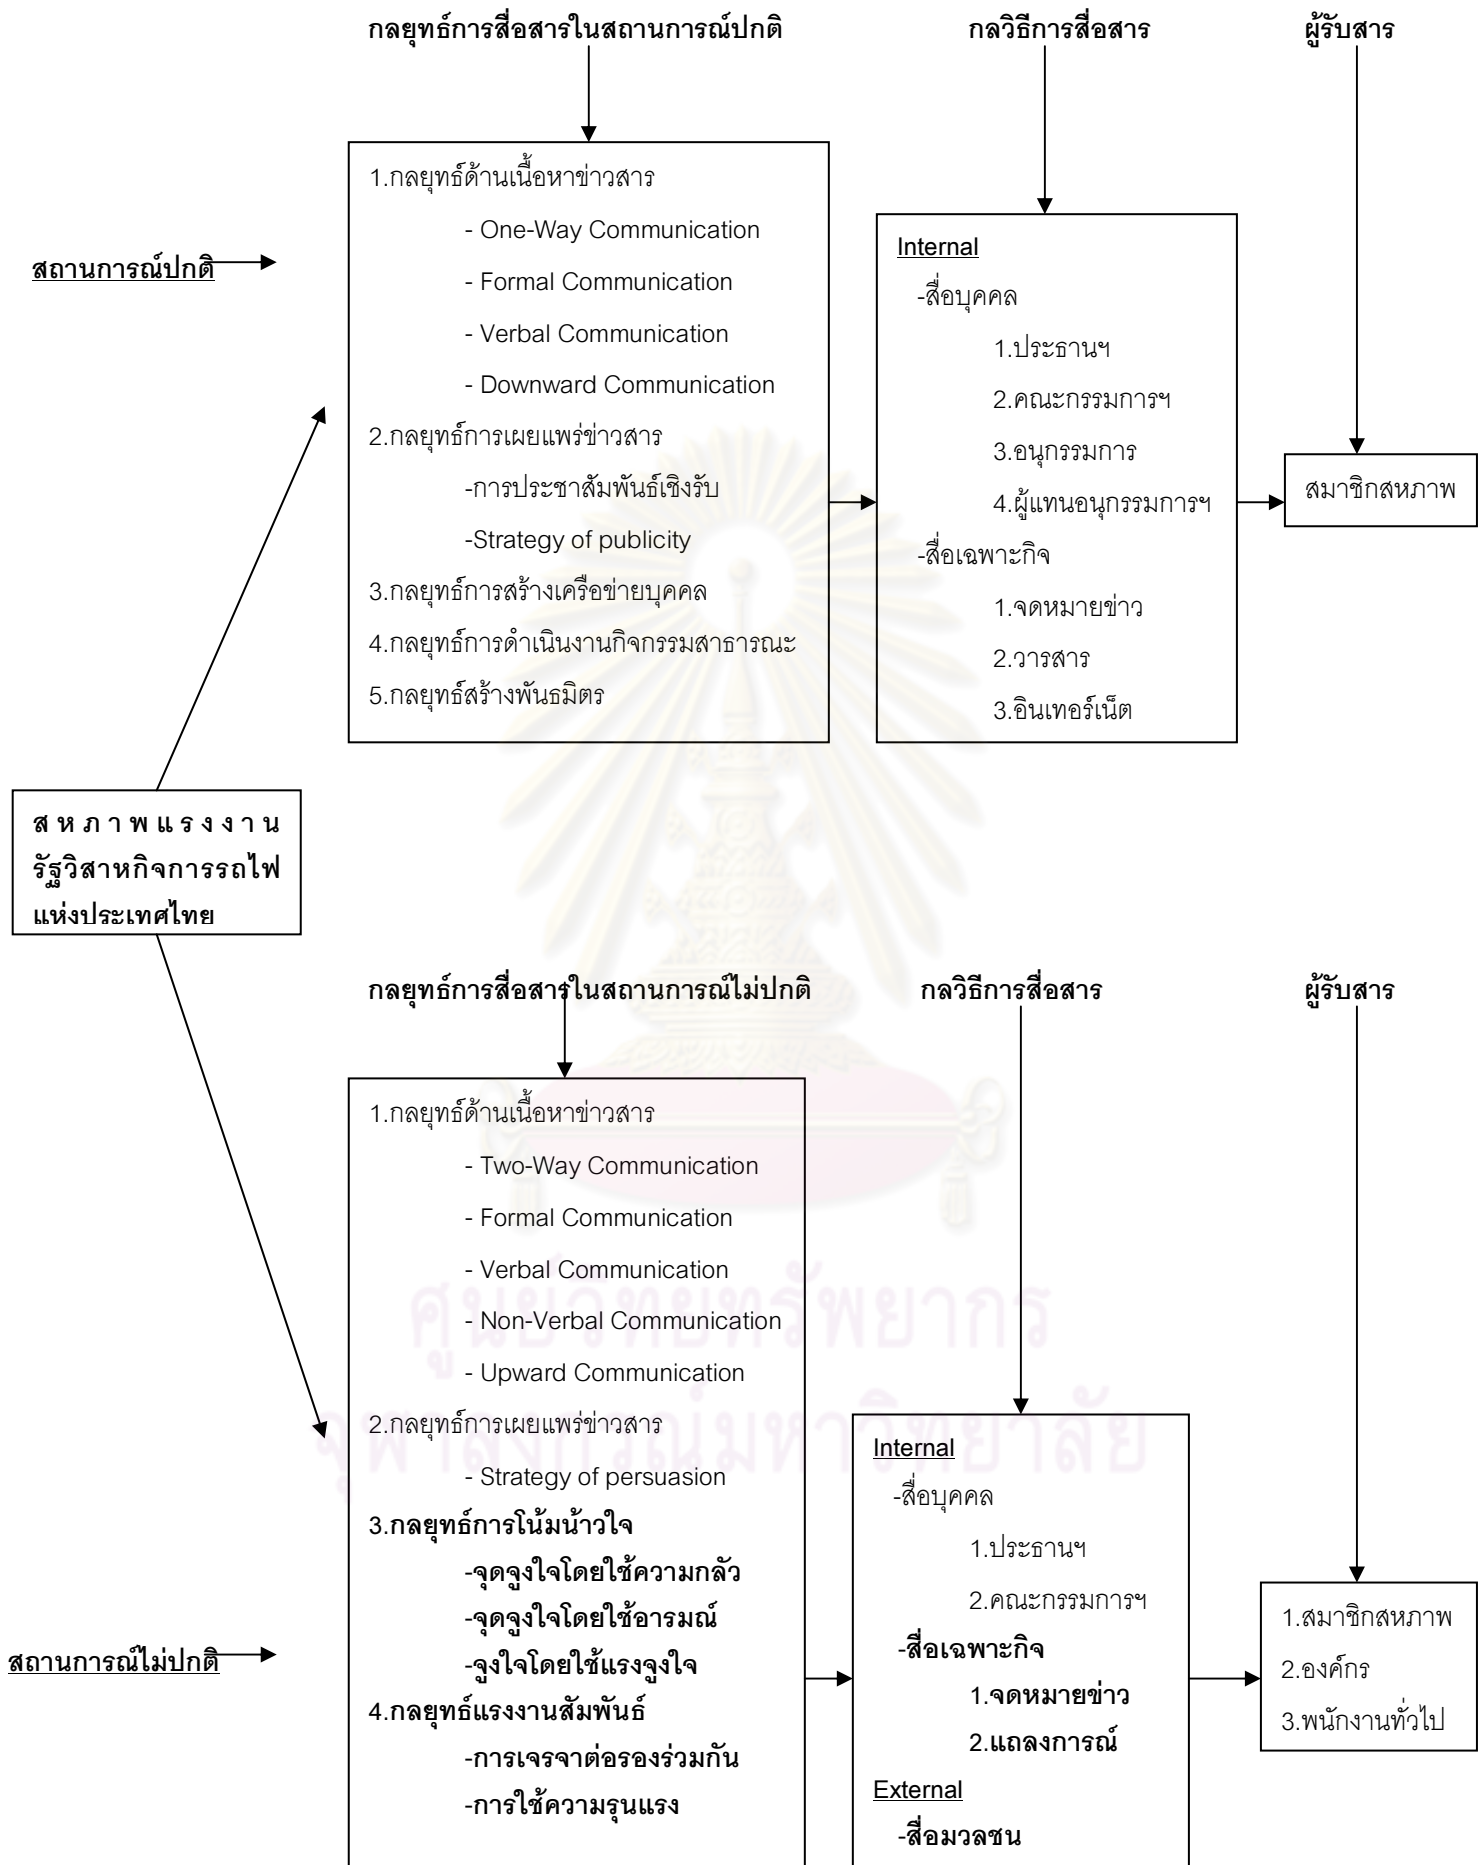 กลยุทธ์การสื่อสารในสถานการณ์ปกติ
กลวิธีการสื่อสาร
ผู้รับสาร
สถานการณ์ปกติ
1.กลยุทธ์ด้านเนื้อหาข่าวสาร
- One-Way Communication
- Formal Communication
- Verbal Communication
- Downward Communication
2.กลยุทธ์การเผยแพร่ข่าวสาร
-การประชาสัมพันธ์เชิงรับ
-Strategy of publicity
3.กลยุทธ์การสร้างเครือข่ายบุคคล
4.กลยุทธ์การดำเนินงานกิจกรรมสาธารณะ
5.กลยุทธ์สร้างพันธมิตร
Internal
-สื่อบุคคล
1.ประธานฯ
2.คณะกรรมการฯ
3.อนุกรรมการ
4.ผู้แทนอนุกรรมการฯ
-สื่อเฉพาะกิจ
1.จดหมายข่าว
2.วารสาร
3.อินเทอร์เน็ต
สมาชิกสหภาพ
สหภาพแรงงาน
รัฐวิสาหกิจการรถไฟ
แห่งประเทศไทย
กลยุทธ์การสื่อสารในสถานการณ์ไม่ปกติ
กลวิธีการสื่อสาร
ผู้รับสาร
สถานการณ์ไม่ปกติ
1.กลยุทธ์ด้านเนื้อหาข่าวสาร
- Two-Way Communication
- Formal Communication
- Verbal Communication
- Non-Verbal Communication
- Upward Communication
2.กลยุทธ์การเผยแพร่ข่าวสาร
- Strategy of persuasion
3.กลยุทธ์การโน้มน้าวใจ
-จุดจูงใจโดยใช้ความกลัว
-จุดจูงใจโดยใช้อารมณ์
-จูงใจโดยใช้แรงจูงใจ
4.กลยุทธ์แรงงานสัมพันธ์
-การเจรจาต่อรองร่วมกัน
-การใช้ความรุนแรง
Internal
-สื่อบุคคล
1.ประธานฯ
2.คณะกรรมการฯ
-สื่อเฉพาะกิจ
1.จดหมายข่าว
2.แถลงการณ์
External
-สื่อมวลชน
1.สมาชิกสหภาพ
2.องค์กร
3.พนักงานทั่วไป
ศูนย์วิทยทรัพยากร
จุฬาลงกรณ์มหาวิทยาลัย